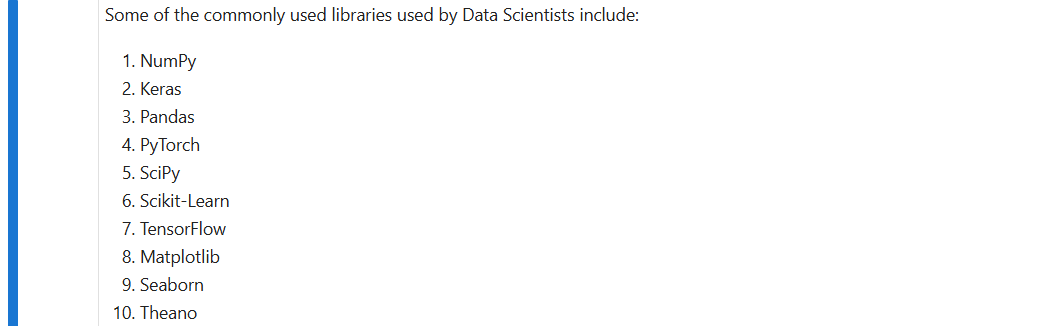 Some of the commonly used libraries used by Data Scientists include:
1. NumPy
2. Keras
3. Pandas
4. PyTorch
5. SciPy
6. Scikit-Learn
7. TensorFlow
8. Matplotlib
9. Seaborn
10. Theano